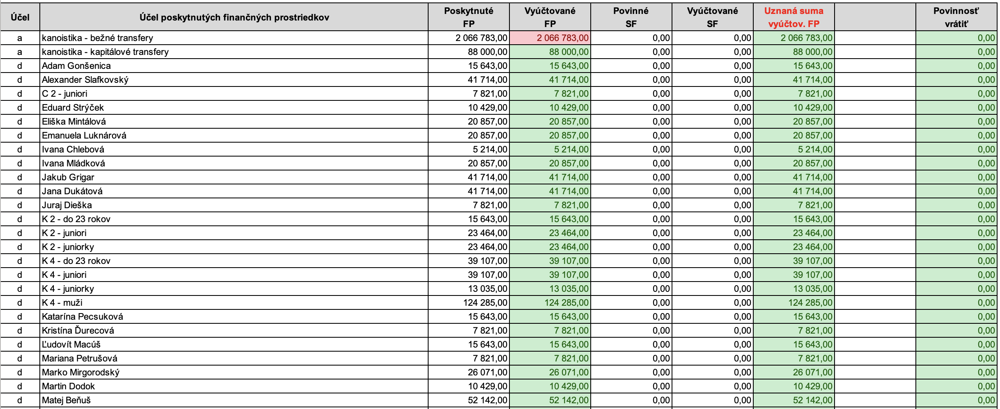 Účel Účel poskytnutých finančných prostriedkov Poskytnuté FP Vyúčtované FP Povinné SF Vyúčtované SF Uznaná suma vyúčtov. FP Povinnosť vrátiť
a kanoistika - bežné transfery 2 066 783,00 2 066 783,00 0,00 0,00 2 066 783,00 0,00
a kanoistika - kapitálové transfery 88 000,00 88 000,00 0,00 0,00 88 000,00 0,00
d Adam Gonšenica 15 643,00 15 643,00 0,00 0,00 15 643,00 0,00
d Alexander Slafkovský 41 714,00 41 714,00 0,00 0,00 41 714,00 0,00
d C 2 - juniori 7 821,00 7 821,00 0,00 0,00 7 821,00 0,00
d Eduard Strýček 10 429,00 10 429,00 0,00 0,00 10 429,00 0,00
d Eliška Mintálová 20 857,00 20 857,00 0,00 0,00 20 857,00 0,00
d Emanuela Luknárová 20 857,00 20 857,00 0,00 0,00 20 857,00 0,00
d Ivana Chlebová 5 214,00 5 214,00 0,00 0,00 5 214,00 0,00
d Ivana Mládková 20 857,00 20 857,00 0,00 0,00 20 857,00 0,00
d Jakub Grigar 41 714,00 41 714,00 0,00 0,00 41 714,00 0,00
d Jana Dukátová 41 714,00 41 714,00 0,00 0,00 41 714,00 0,00
d Juraj Dieška 7 821,00 7 821,00 0,00 0,00 7 821,00 0,00
d K 2 - do 23 rokov 15 643,00 15 643,00 0,00 0,00 15 643,00 0,00
d K 2 - juniori 23 464,00 23 464,00 0,00 0,00 23 464,00 0,00
d K 2 - juniorky 23 464,00 23 464,00 0,00 0,00 23 464,00 0,00
d K 4 - do 23 rokov 39 107,00 39 107,00 0,00 0,00 39 107,00 0,00
d K 4 - juniori 39 107,00 39 107,00 0,00 0,00 39 107,00 0,00
d K 4 - juniorky 13 035,00 13 035,00 0,00 0,00 13 035,00 0,00
d K 4 - muži 124 285,00 124 285,00 0,00 0,00 124 285,00 0,00
d Katarína Pecsuková 15 643,00 15 643,00 0,00 0,00 15 643,00 0,00
d Kristína Ďurecová 7 821,00 7 821,00 0,00 0,00 7 821,00 0,00
d Ľudovít Macúš 15 643,00 15 643,00 0,00 0,00 15 643,00 0,00
d Mariana Petrušová 7 821,00 7 821,00 0,00 0,00 7 821,00 0,00
d Marko Mirgorodský 26 071,00 26 071,00 0,00 0,00 26 071,00 0,00
d Martin Dodok 10 429,00 10 429,00 0,00 0,00 10 429,00 0,00
d Matej Beňuš 52 142,00 52 142,00 0,00 0,00 52 142,00 0,00